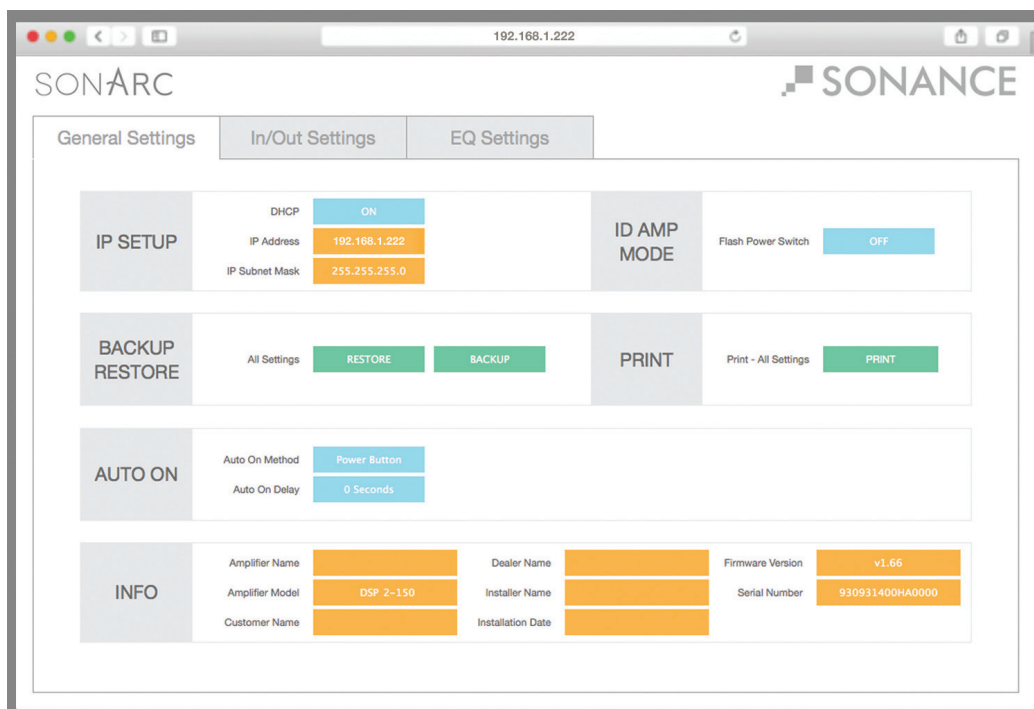 192.168.1.222
SONARC
SONANCE
General Settings
In/Out Settings
EQ Settings
IP SETUP
DHCP
ON
IP Address
192.168.1.222
IP Subnet Mask
255.255.255.0
ID AMP
MODE
Flash Power Switch
OFF
BACKUP
RESTORE
All Settings
RESTORE
BACKUP
PRINT
Print - All Settings
PRINT
AUTO ON
Auto On Method
Power Button
Auto On Delay
0 Seconds
INFO
Amplifier Name
Amplifier Model
DSP 2-150
Customer Name
Dealer Name
Installer Name
Installation Date
Firmware Version
v1.66
Serial Number
930931400HA0000